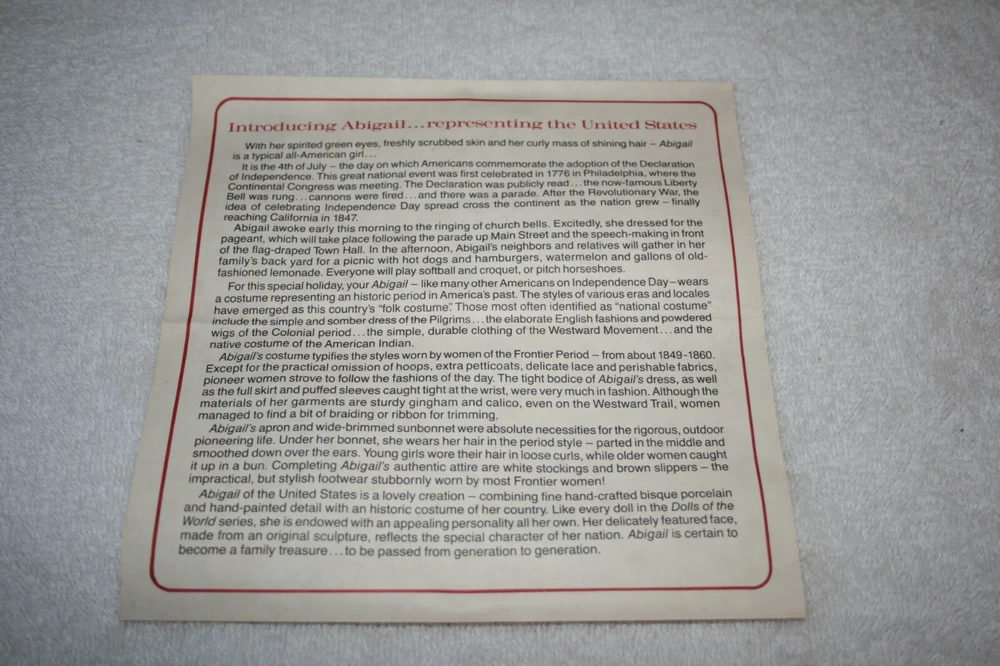 Introducing Abigail...representing the United States
With her spirited green eyes, freshly scrubbed skin and her curly mass of shining hair – Abigail
is a typical all-American girl...
It is the 4th of July – the day on which Americans commemorate the adoption of the Declaration
of Independence. This great national event was first celebrated in 1776 in Philadelphia, where the
Continental Congress was meeting. The Declaration was publicly read...the now-famous Liberty
Bell was rung...cannons were fired...and there was a parade. After the Revolutionary War, the
idea of celebrating Independence Day spread cross the continent as the nation grew – finally
reaching California in 1847.
Abigail awoke early this morning to the ringing of church bells. Excitedly, she dressed for the
pageant, which will take place following the parade up Main Street and the speech-making in front
of the flag-draped Town Hall. In the afternoon, Abigail's neighbors and relatives will gather in her
family's back yard for a picnic with hot dogs and hamburgers, watermelon and gallons of old-
fashioned lemonade. Everyone will play softball and croquet, or pitch horseshoes.
For this special holiday, your Abigail – like many other Americans on Independence Day – wears
a costume representing an historic period in America's past. The styles of various eras and locales
have emerged as this country's "folk costume." Those most often identified as "national costume"
include the simple and somber dress of the Pilgrims...the elaborate English fashions and powdered
wigs of the Colonial period...the simple, durable clothing of the Westward Movement...and the
native costume of the American Indian.
Abigail's costume typifies the styles worn by women of the Frontier Period – from about 1849-1860.
Except for the practical omission of hoops, extra petticoats, delicate lace and perishable fabrics,
pioneer women strove to follow the fashions of the day. The tight bodice of Abigail's dress, as well
as the full skirt and puffed sleeves caught tight at the wrist, were very much in fashion. Although the
materials of her garments are sturdy gingham and calico, even on the Westward Trail, women
managed to find a bit of braiding or ribbon for trimming.
Abigail's apron and wide-brimmed sunbonnet were absolute necessities for the rigorous, outdoor
pioneering life. Under her bonnet, she wears her hair in the period style – parted in the middle and
smoothed down over the ears. Young girls wore their hair in loose curls, while older women caught
it up in a bun. Completing Abigail's authentic attire are white stockings and brown slippers – the
impractical, but stylish footwear stubbornly worn by most Frontier women!
Abigail of the United States is a lovely creation – combining fine hand-crafted bisque porcelain
and hand-painted detail with an historic costume of her country. Like every doll in the Dolls of the
World series, she is endowed with an appealing personality all her own. Her delicately featured face,
made from an original sculpture, reflects the special character of her nation. Abigail is certain to
become a family treasure...to be passed from generation to generation.